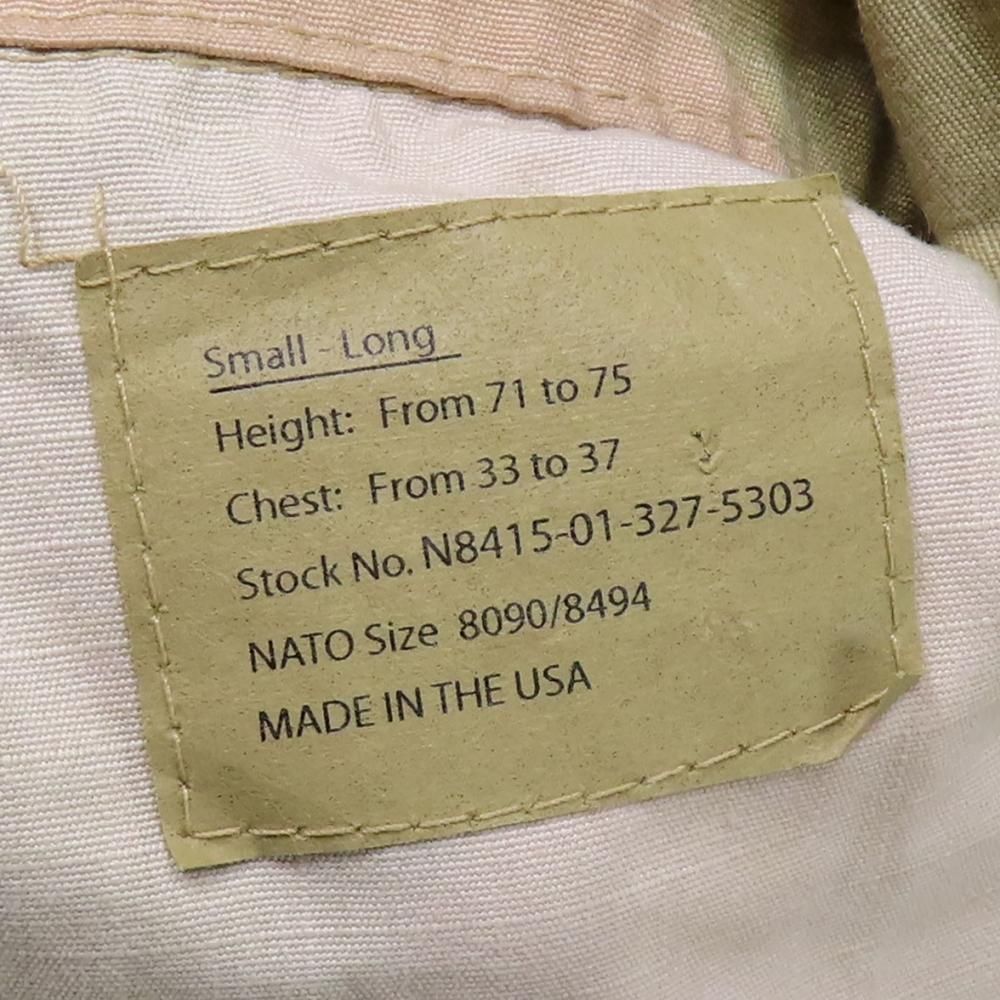 Small - Long
Height: From 71 to 75
Chest: From 33 to 37
Stock No. N8415-01-327-5303
NATO Size 8090/8494
MADE IN THE USA